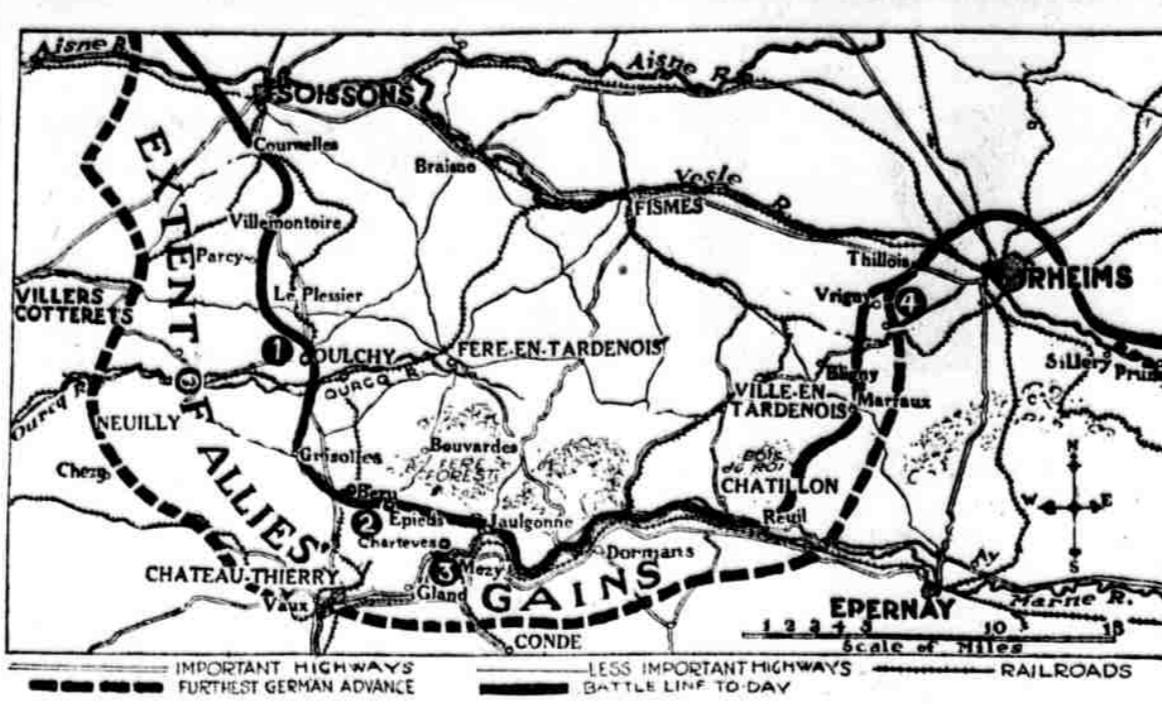 Aisne R.
Aisne R.
SOISSONS
EXTENT OF ALLIES'
GAINS
Courmelles
Braisne
Vesle R.
FISMES
Villemontoire
Parcy
Thillois
RHEIMS
VILLERS
COTTERETS
Le Plessier
Vrigny
4
1
OULCHY
FERE-EN-TARDENOIS
Sillery
OURCQ R.
Ourcq R.
Bligny
VILLE-EN
TARDENOIS
Marfaux
NEUILLY
Bouvardes
Grisolles
FERE
FOREST
BOIS
du ROI
CHATILLON
N
W
E
S
Chezy
2
Epieds
Jaulgonne
Reuil
Charteves
Dormans
Ay
CHATEAU-THIERRY
3
Mezy
Gland
Vaux
EPERNAY
Marne R.
CONDE
1 2 3 4 5 10 15
Scale of Miles
IMPORTANT HIGHWAYS
LESS IMPORTANT HIGHWAYS
RAILROADS
FURTHEST GERMAN ADVANCE
BATTLE LINE TO-DAY